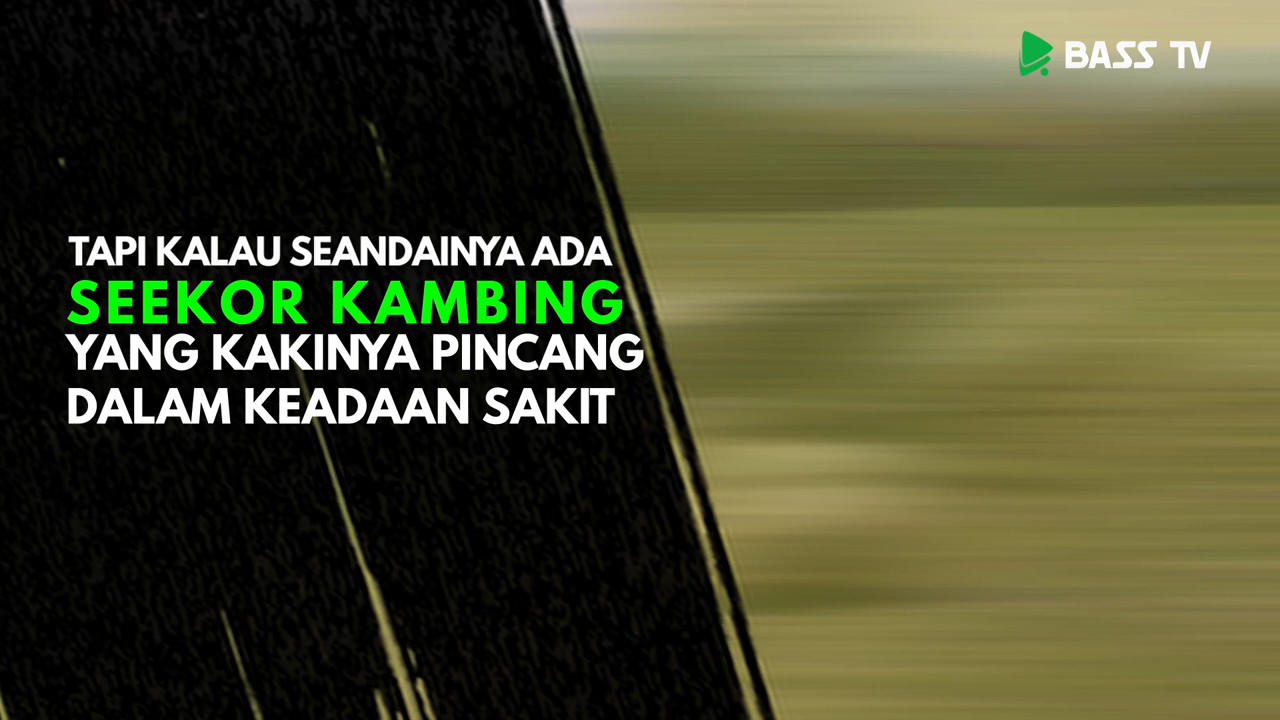 BASS TV
TAPI KALAU SEANDAINYA ADA
SEEKOR KAMBING
YANG KAKINYA PINCANG
DALAM KEADAAN SAKIT